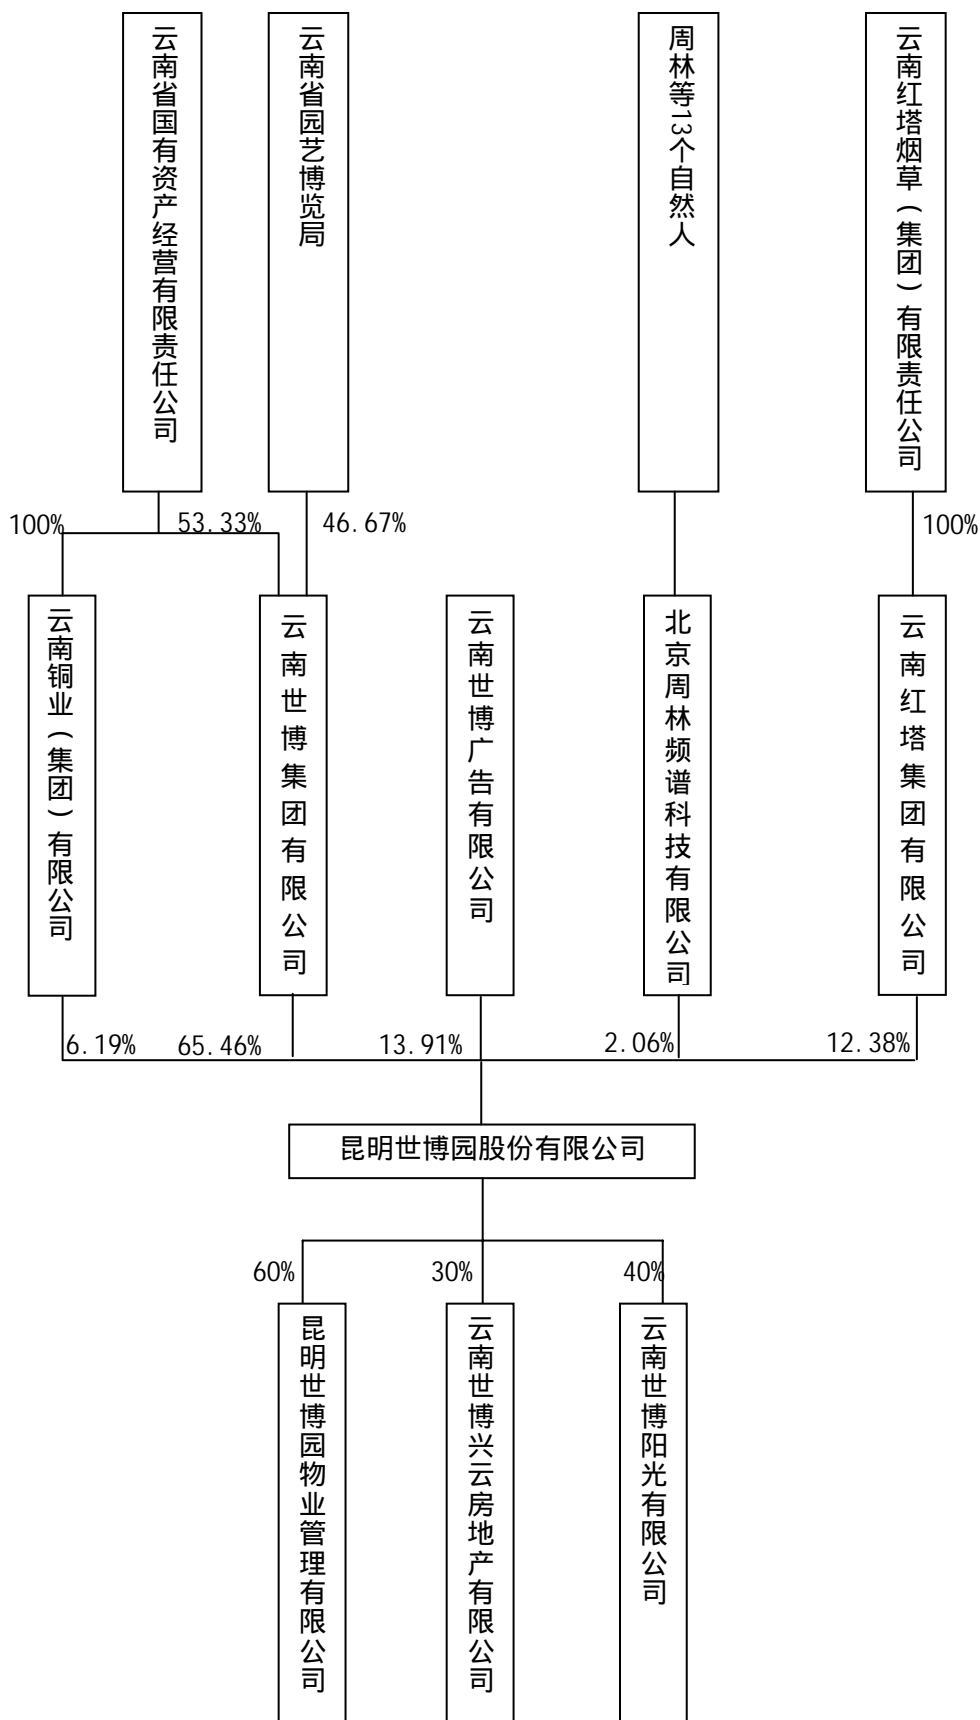 云南省国有资产经营有限责任公司
云南省园艺博览局
周林等13个自然人
云南红塔烟草（集团）有限责任公司
100%
53.33%
46.67%
100%
云南铜业（集团）有限公司
云南世博集团有限公司
云南世博广告有限公司
北京周林频谱科技有限公司
云南红塔集团有限公司
6.19%
65.46%
13.91%
2.06%
12.38%
昆明世博园股份有限公司
60%
30%
40%
昆明世博园物业管理有限公司
云南世博兴云房地产有限公司
云南世博阳光有限公司